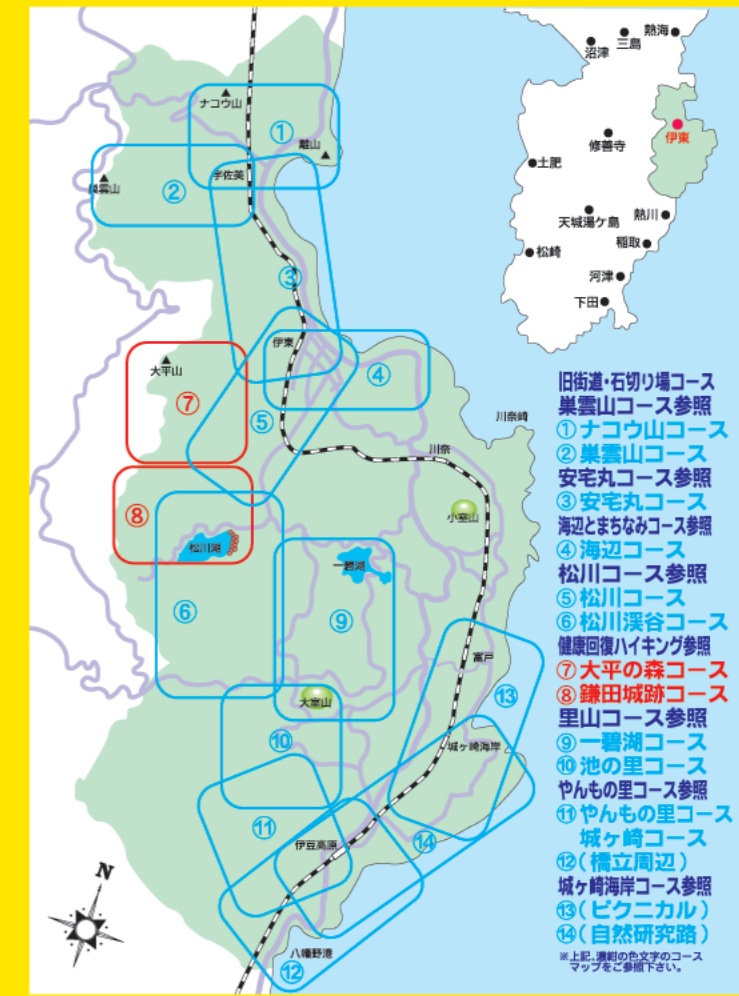 沼津
三島
熱海
伊東
修善寺
土肥
天城湯ケ島
熱川
稲取
松崎
河津
下田
ナコウ山
①
離山
巣雲山
②
宇佐美
③
伊東
④
大平山
⑦
⑤
川奈崎
川奈
⑧
小室山
松川湖
一碧湖
⑥
⑨
富戸
大室山
⑬
⑩
城ヶ崎海岸
⑪
伊豆高原
⑭
八幡野港
⑫
N
旧街道・石切り場コース
巣雲山コース参照
①ナコウ山コース
②巣雲山コース
安宅丸コース参照
③安宅丸コース
海辺とまちなみコース参照
④海辺コース
松川コース参照
⑤松川コース
⑥松川渓谷コース
健康回復ハイキング参照
⑦大平の森コース
⑧鎌田城跡コース
里山コース参照
⑨一碧湖コース
⑩池の里コース
やんもの里コース参照
⑪やんもの里コース
城ヶ崎コース
⑫(橋立周辺)
城ヶ崎海岸コース参照
⑬(ピクニカル)
⑭(自然研究路)
※上記、濃紺の色文字のコース
マップをご参照下さい。